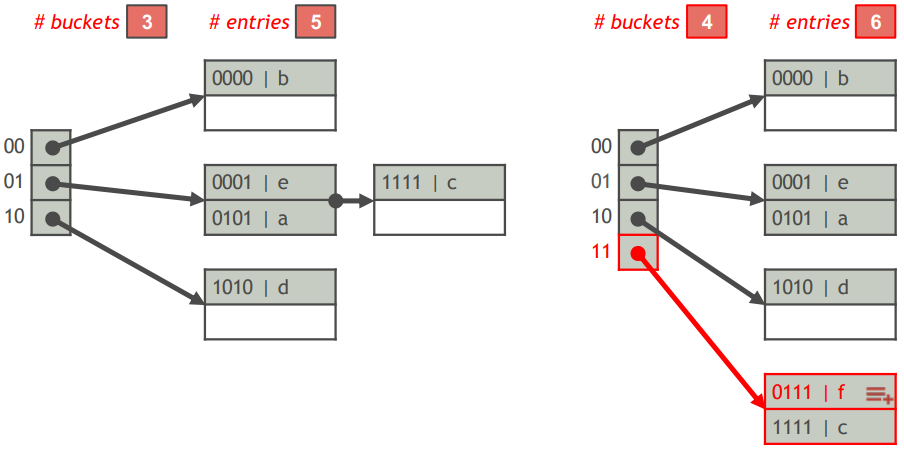 # buckets 3 # entries 5
0000 | b
00
01
10
0001 | e
0101 | a
1111 | c
1010 | d
# buckets 4 # entries 6
0000 | b
00
01
10
11
0001 | e
0101 | a
1010 | d
0111 | f
1111 | c